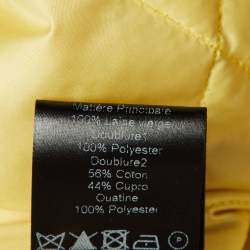 Matière Principale
100% Laine vierge
Doublure1
100% Polyester
Doublure2
56% Coton
44% Cupro
Ouatine
100% Polyester